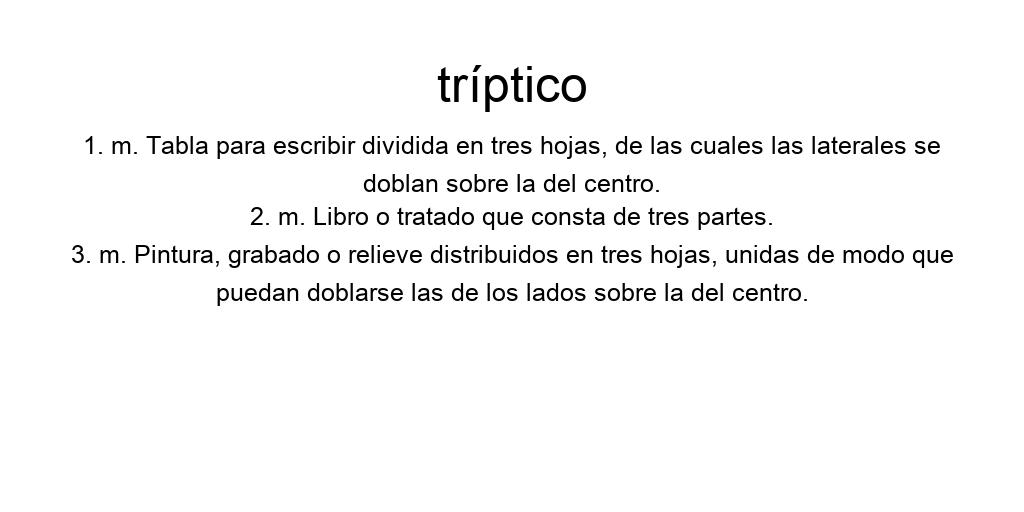 tríptico
1. m. Tabla para escribir dividida en tres hojas, de las cuales las laterales se
doblan sobre la del centro.
2. m. Libro o tratado que consta de tres partes.
3. m. Pintura, grabado o relieve distribuidos en tres hojas, unidas de modo que
puedan doblarse las de los lados sobre la del centro.